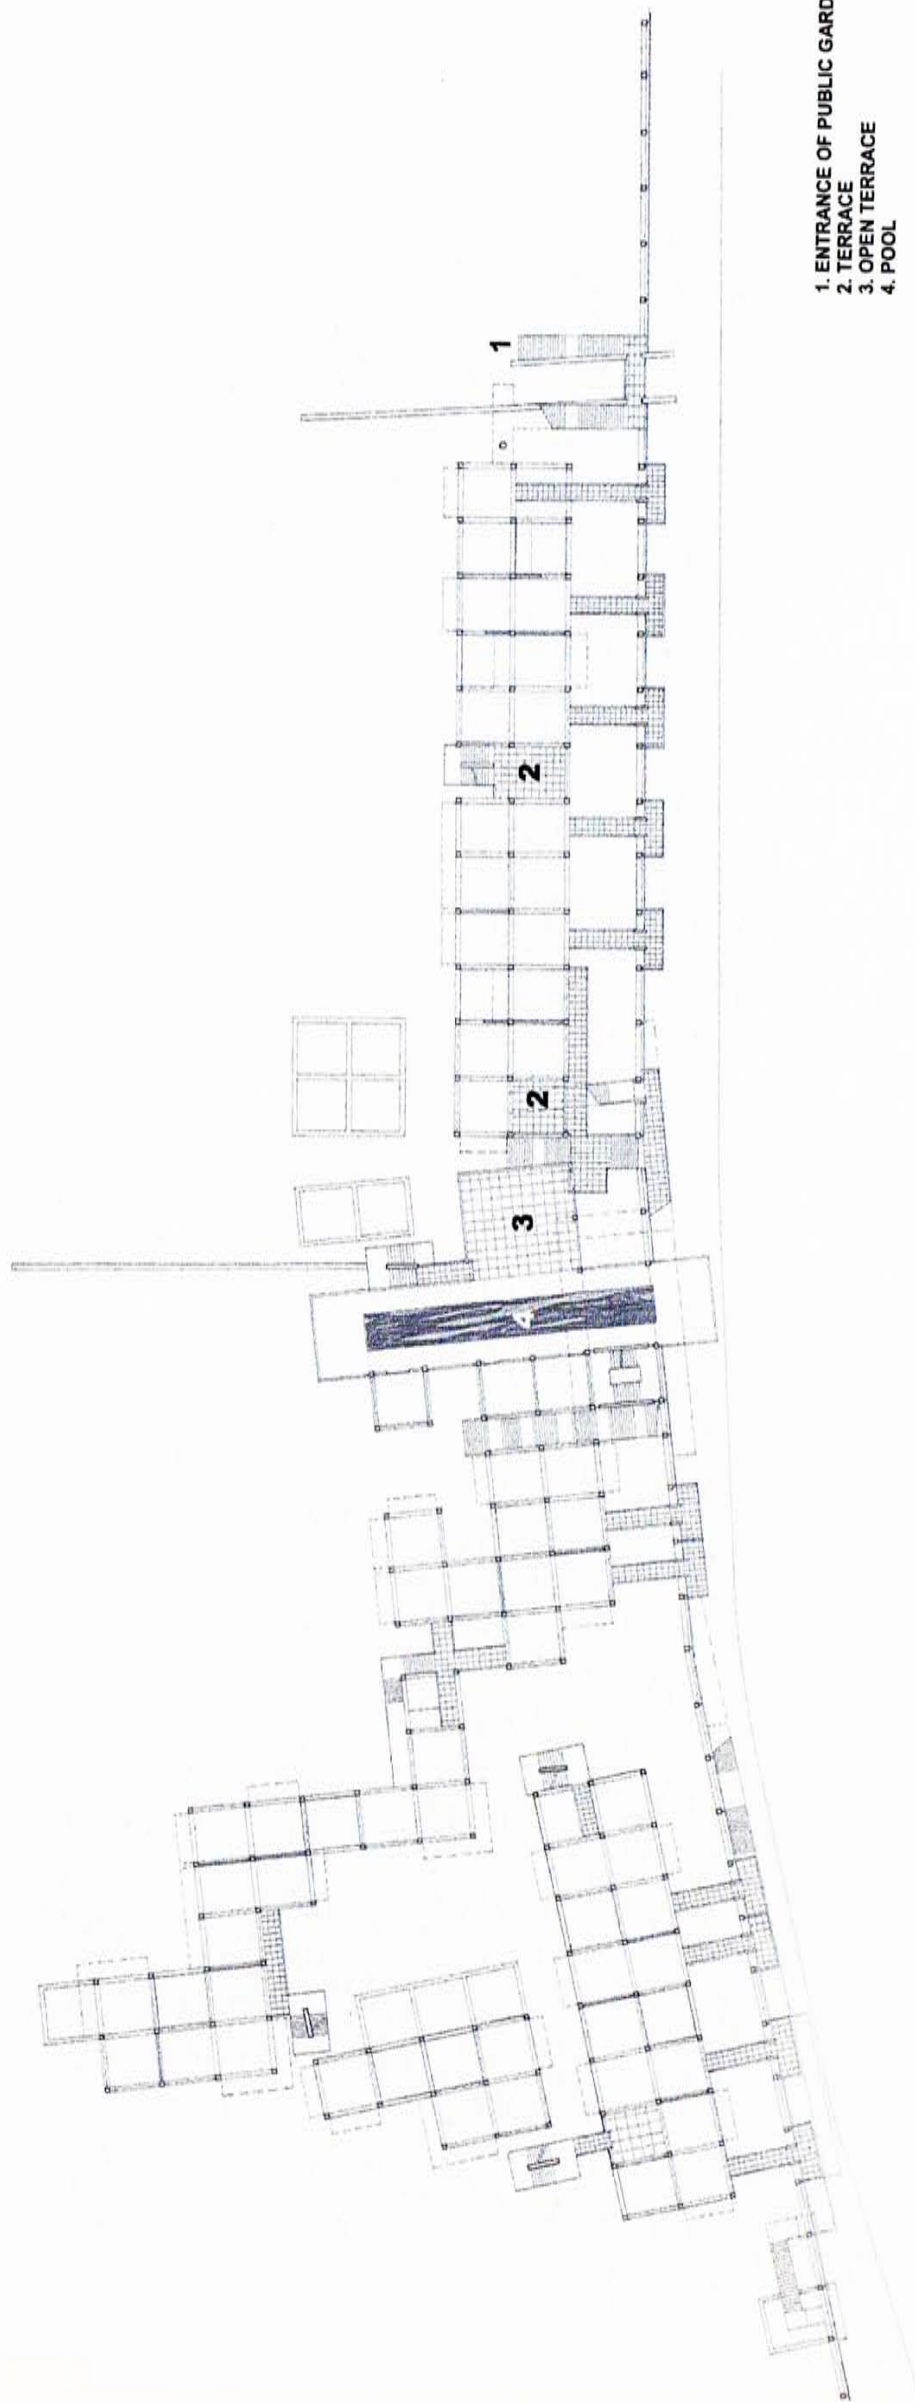 1. ENTRANCE OF PUBLIC GARD
2. TERRACE
3. OPEN TERRACE
4. POOL
1
2
2
3
4